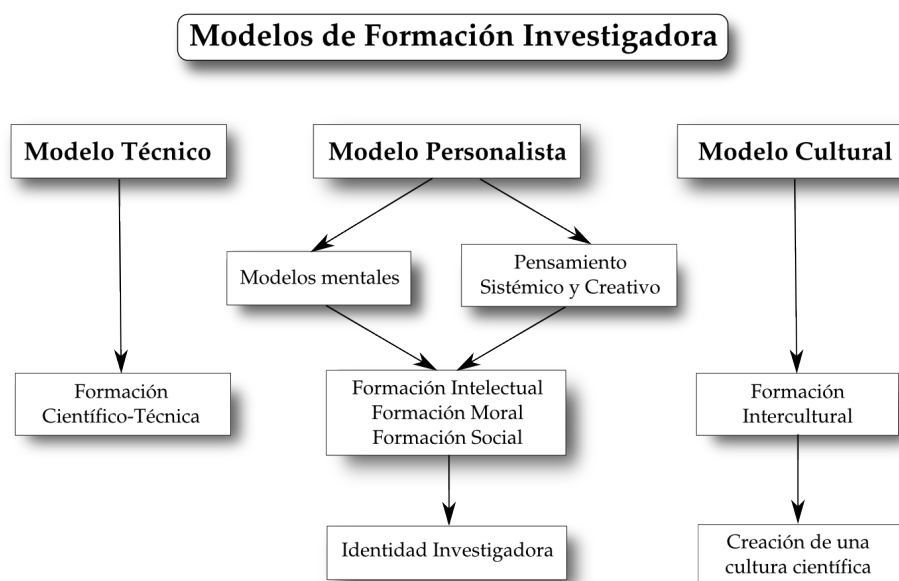 Modelos de Formación Investigadora
Modelo Técnico
Modelo Personalista
Modelo Cultural
Modelos mentales
Pensamiento
Sistémico y Creativo
Formación
Científico-Técnica
Formación Intelectual
Formación Moral
Formación Social
Formación
Intercultural
Identidad Investigadora
Creación de una
cultura científica